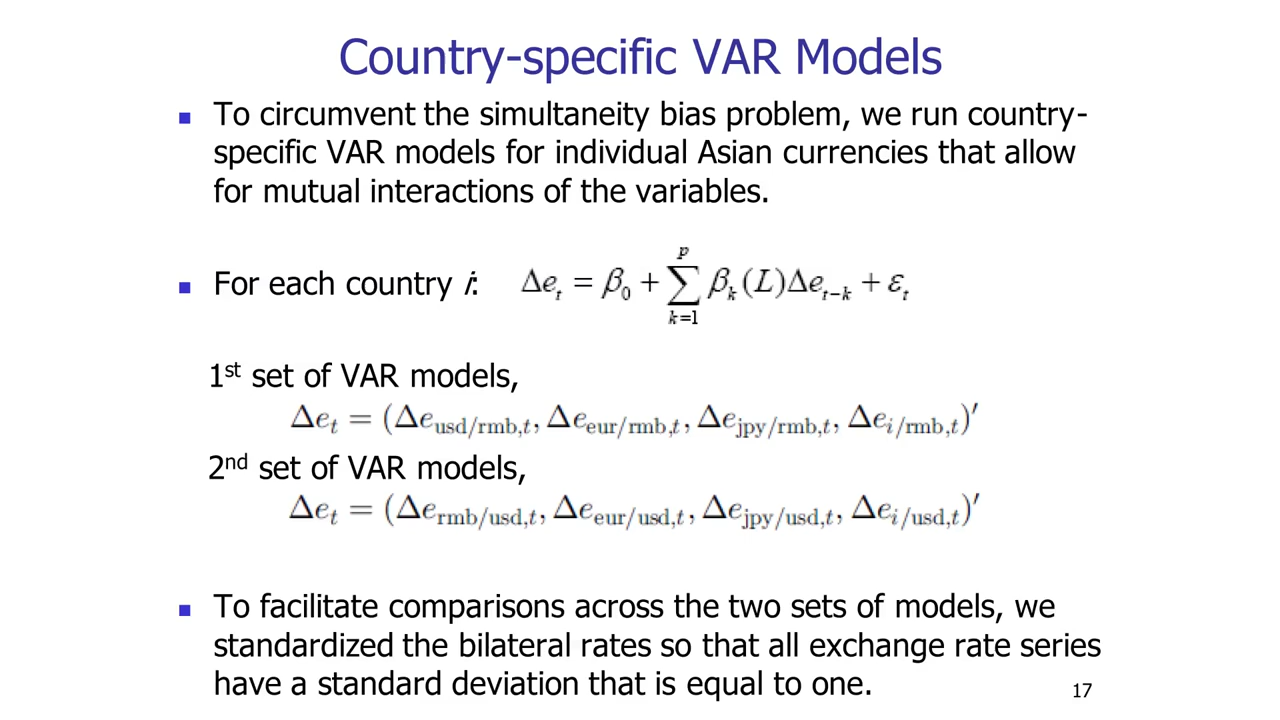 Country-specific VAR Models
▪ To circumvent the simultaneity bias problem, we run country-
specific VAR models for individual Asian currencies that allow
for mutual interactions of the variables.
▪ For each country i: Δe_t = β_0 + ∑_{k=1}^{p} β_k(L)Δe_{t−k} + ε_t
1st set of VAR models,
Δe_t = (Δe_{usd/rmb,t}, Δe_{eur/rmb,t}, Δe_{jpy/rmb,t}, Δe_{i/rmb,t})′
2nd set of VAR models,
Δe_t = (Δe_{rmb/usd,t}, Δe_{eur/usd,t}, Δe_{jpy/usd,t}, Δe_{i/usd,t})′
▪ To facilitate comparisons across the two sets of models, we
standardized the bilateral rates so that all exchange rate series
have a standard deviation that is equal to one.
17